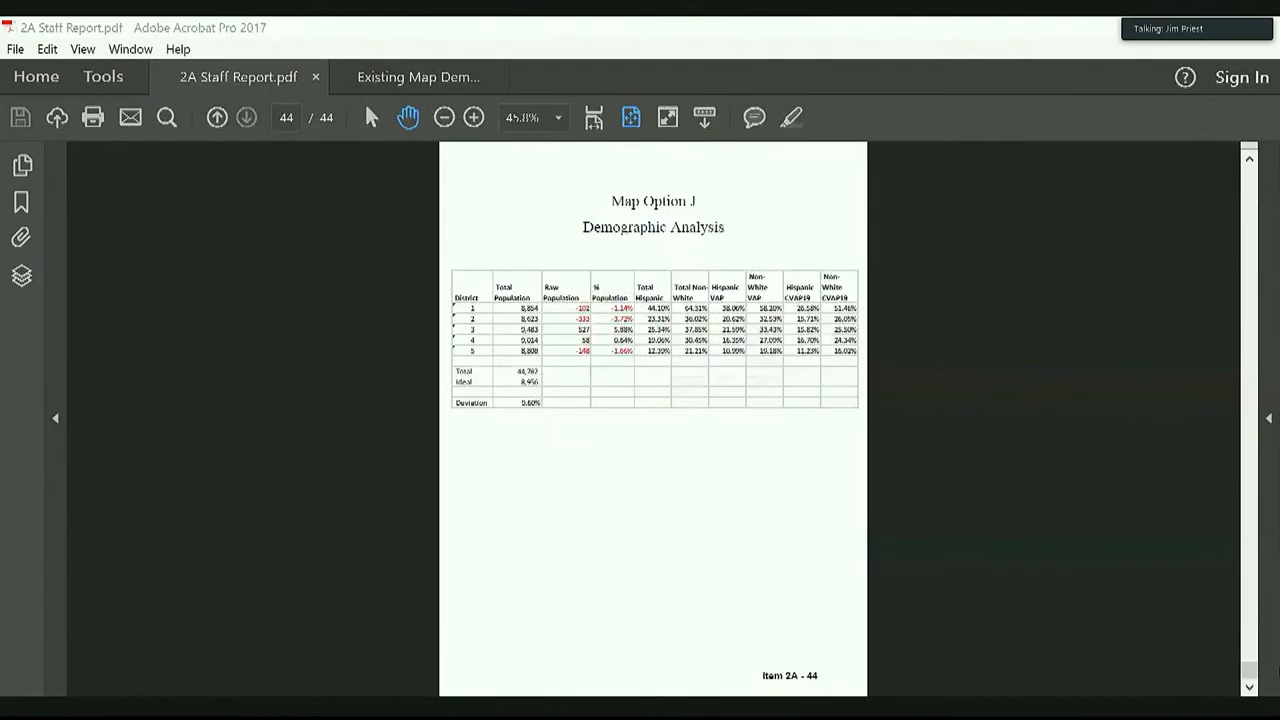 2A Staff Report.pdf - Adobe Acrobat Pro 2017
Talking: Jim Priest
File Edit View Window Help
Home Tools 2A Staff Report.pdf × Existing Map Dem... Sign In
44 / 44 45.8%
Map Option J
Demographic Analysis
District Total Population Raw Population % Population Total Hispanic Total Non-White Hispanic VAP Non-White VAP Hispanic CVAP19 Non-White CVAP19
1 8,854 -102 -1.14% 44.10% 64.31% 38.06% 58.20% 26.58% 51.46%
2 8,623 -333 -3.72% 23.31% 36.02% 20.62% 32.53% 15.71% 26.05%
3 9,483 527 5.88% 25.34% 37.85% 21.59% 33.43% 15.82% 25.50%
4 9,014 58 0.64% 19.06% 30.45% 16.35% 27.09% 16.70% 24.34%
5 8,808 -148 -1.66% 12.39% 21.21% 10.99% 19.18% 11.23% 16.02%
Total 44,782
Ideal 8,956
Deviation 9.60%
Item 2A - 44